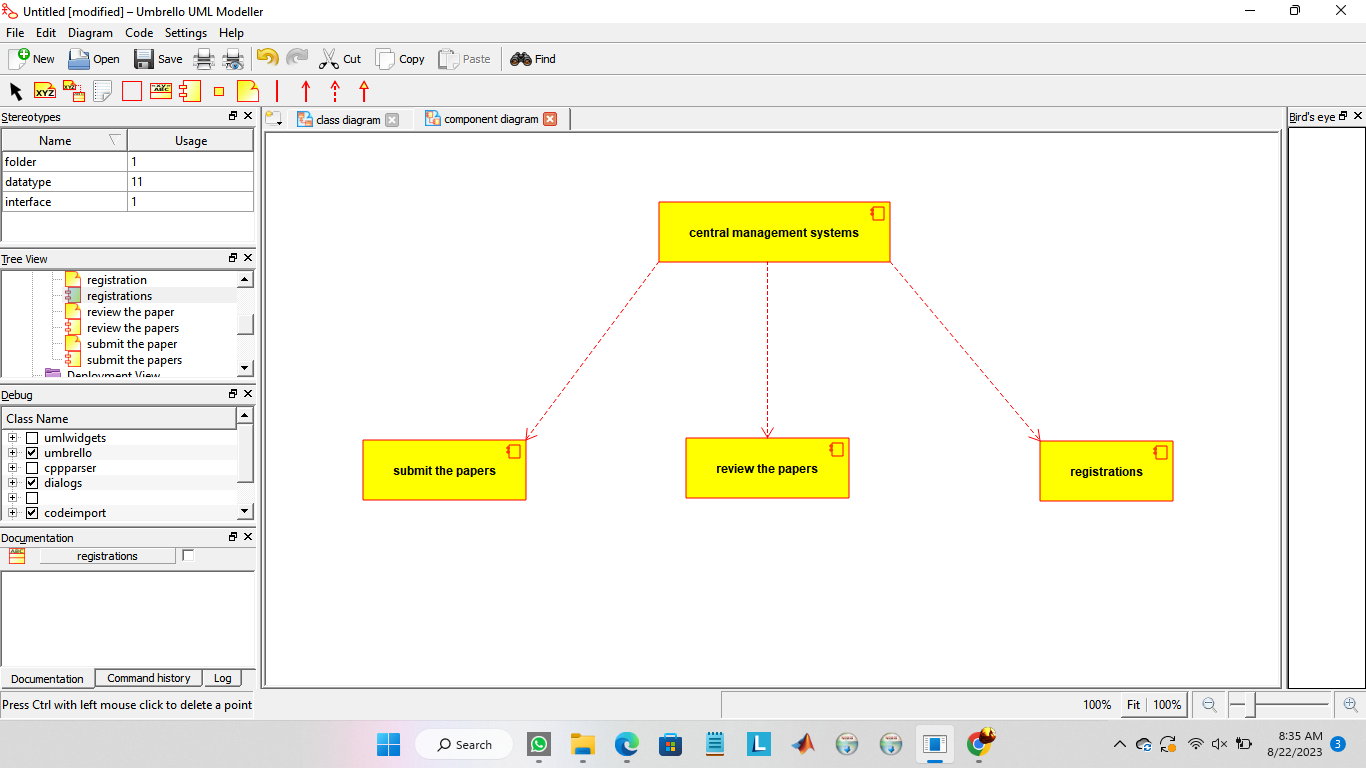 Untitled [modified] – Umbrello UML Modeller
File Edit Diagram Code Settings Help
New Open Save Cut Copy Paste Find
XYZ XYZ ABC
Stereotypes
Name Usage
folder 1
datatype 11
interface 1
Tree View
registration
registrations
review the paper
review the papers
submit the paper
submit the papers
Deployment View
Debug
Class Name
umlwidgets
umbrello
cppparser
dialogs
codeimport
Documentation
ABC registrations
Documentation Command history Log
Press Ctrl with left mouse click to delete a point
class diagram component diagram
central management systems
submit the papers
review the papers
registrations
Bird's eye
100% Fit 100%
Search
L
8:35 AM
8/22/2023
3